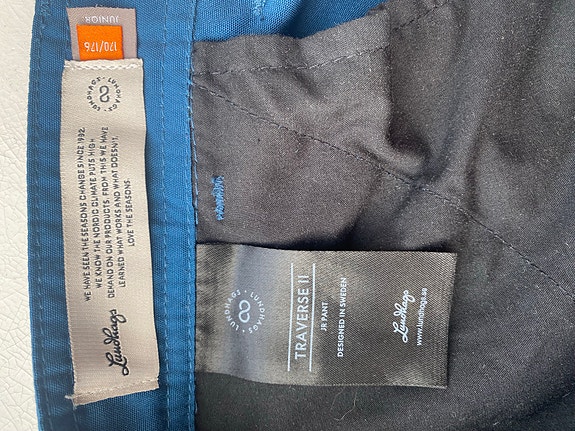 JUNIOR
170/176
LUNDHAGS · LUNDHAGS ·
WE HAVE SEEN THE SEASONS CHANGE SINCE 1932.
WE KNOW THE NORDIC CLIMATE PUTS HIGH
DEMAND ON OUR PRODUCTS. FROM THIS WE HAVE
LEARNED WHAT WORKS AND WHAT DOESN'T.
LOVE THE SEASONS.
Lundhags
LUNDHAGS · LUNDHAGS ·
TRAVERSE II
JR PANT
DESIGNED IN SWEDEN
Lundhags
www.lundhags.se